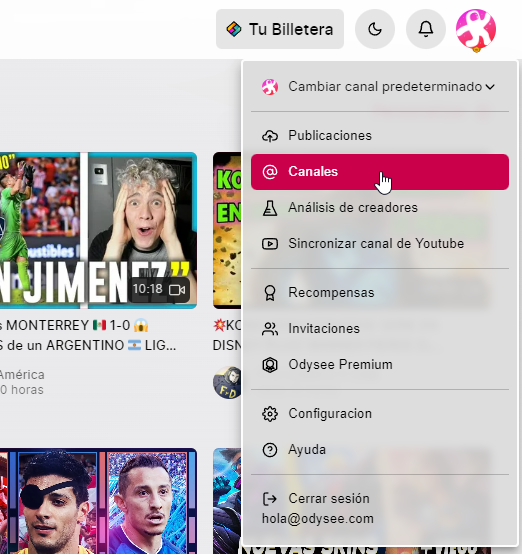 Tu Billetera
Cambiar canal predeterminado
Publicaciones
Canales
Análisis de creadores
Sincronizar canal de Youtube
Recompensas
Invitaciones
Odysee Premium
Configuracion
Ayuda
Cerrar sesión
hola@odysee.com
N JIMENEZ"
10:18
s MONTERREY 🇲🇽 1-0 😱
S de un ARGENTINO 🇦🇷 LIG...
América
0 horas
KO
EN
💥KO
DISN
F×D